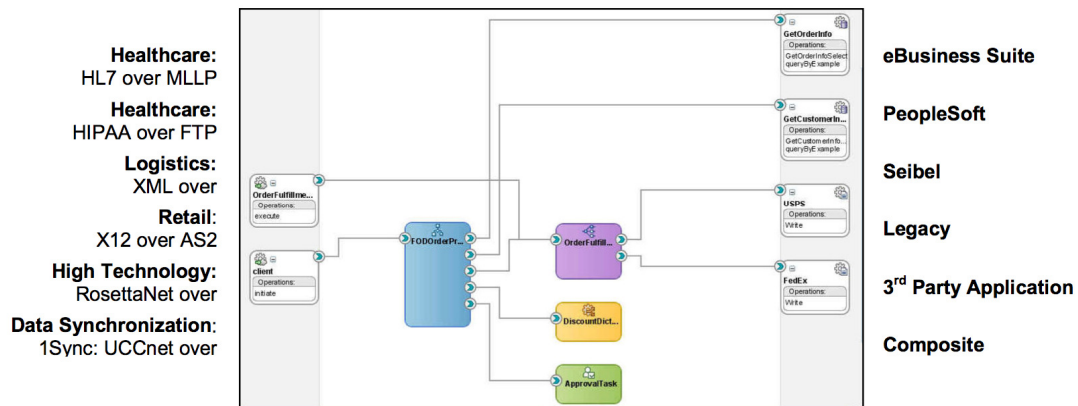 Healthcare:
HL7 over MLLP
Healthcare:
HIPAA over FTP
Logistics:
XML over
Retail:
X12 over AS2
High Technology:
RosettaNet over
Data Synchronization:
1Sync: UCCnet over
OrderFulfillme...
Operations:
execute
client
Operations:
initiate
FODOrderPr...
OrderFulfill...
DiscountDict...
ApprovalTask
GetOrderInfo
Operations:
GetOrderInfoSelect
queryByExample
GetCustomerIn...
Operations:
GetCustomerInfo...
queryByExample
USPS
Operations:
Write
FedEx
Operations:
Write
eBusiness Suite
PeopleSoft
Seibel
Legacy
3rd Party Application
Composite